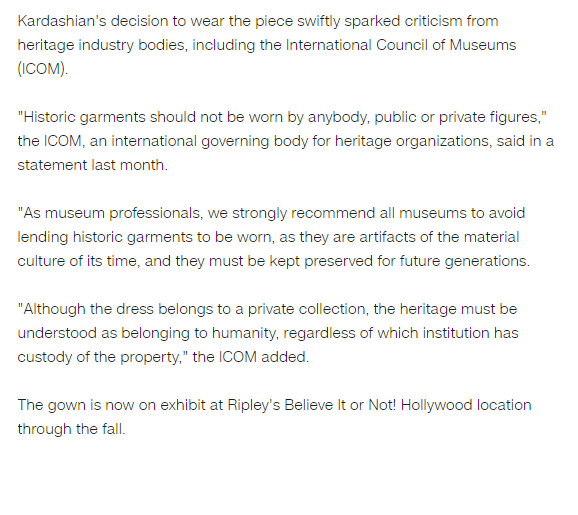 Kardashian's decision to wear the piece swiftly sparked criticism from
heritage industry bodies, including the International Council of Museums
(ICOM).
"Historic garments should not be worn by anybody, public or private figures,"
the ICOM, an international governing body for heritage organizations, said in a
statement last month.
"As museum professionals, we strongly recommend all museums to avoid
lending historic garments to be worn, as they are artifacts of the material
culture of its time, and they must be kept preserved for future generations.
"Although the dress belongs to a private collection, the heritage must be
understood as belonging to humanity, regardless of which institution has
custody of the property," the ICOM added.
The gown is now on exhibit at Ripley's Believe It or Not! Hollywood location
through the fall.